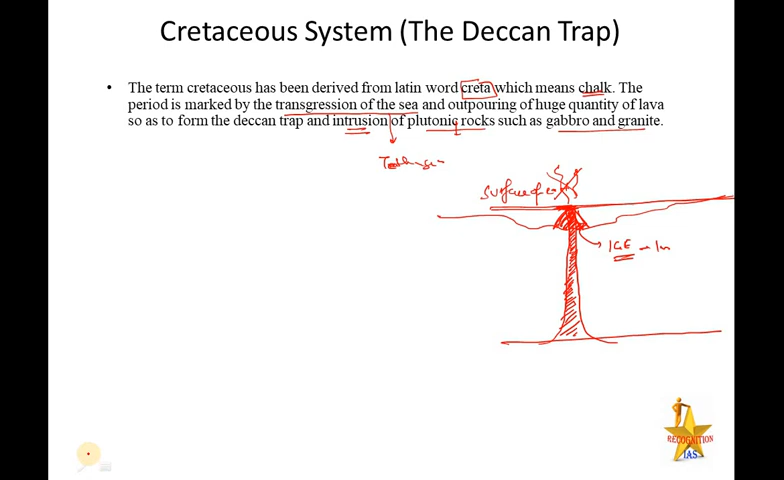 Cretaceous System (The Deccan Trap)
• The term cretaceous has been derived from latin word creta which means chalk. The
period is marked by the transgression of the sea and outpouring of huge quantity of lava
so as to form the deccan trap and intrusion of plutonic rocks such as gabbro and granite.
Surface of
RECOGNITION
IAS